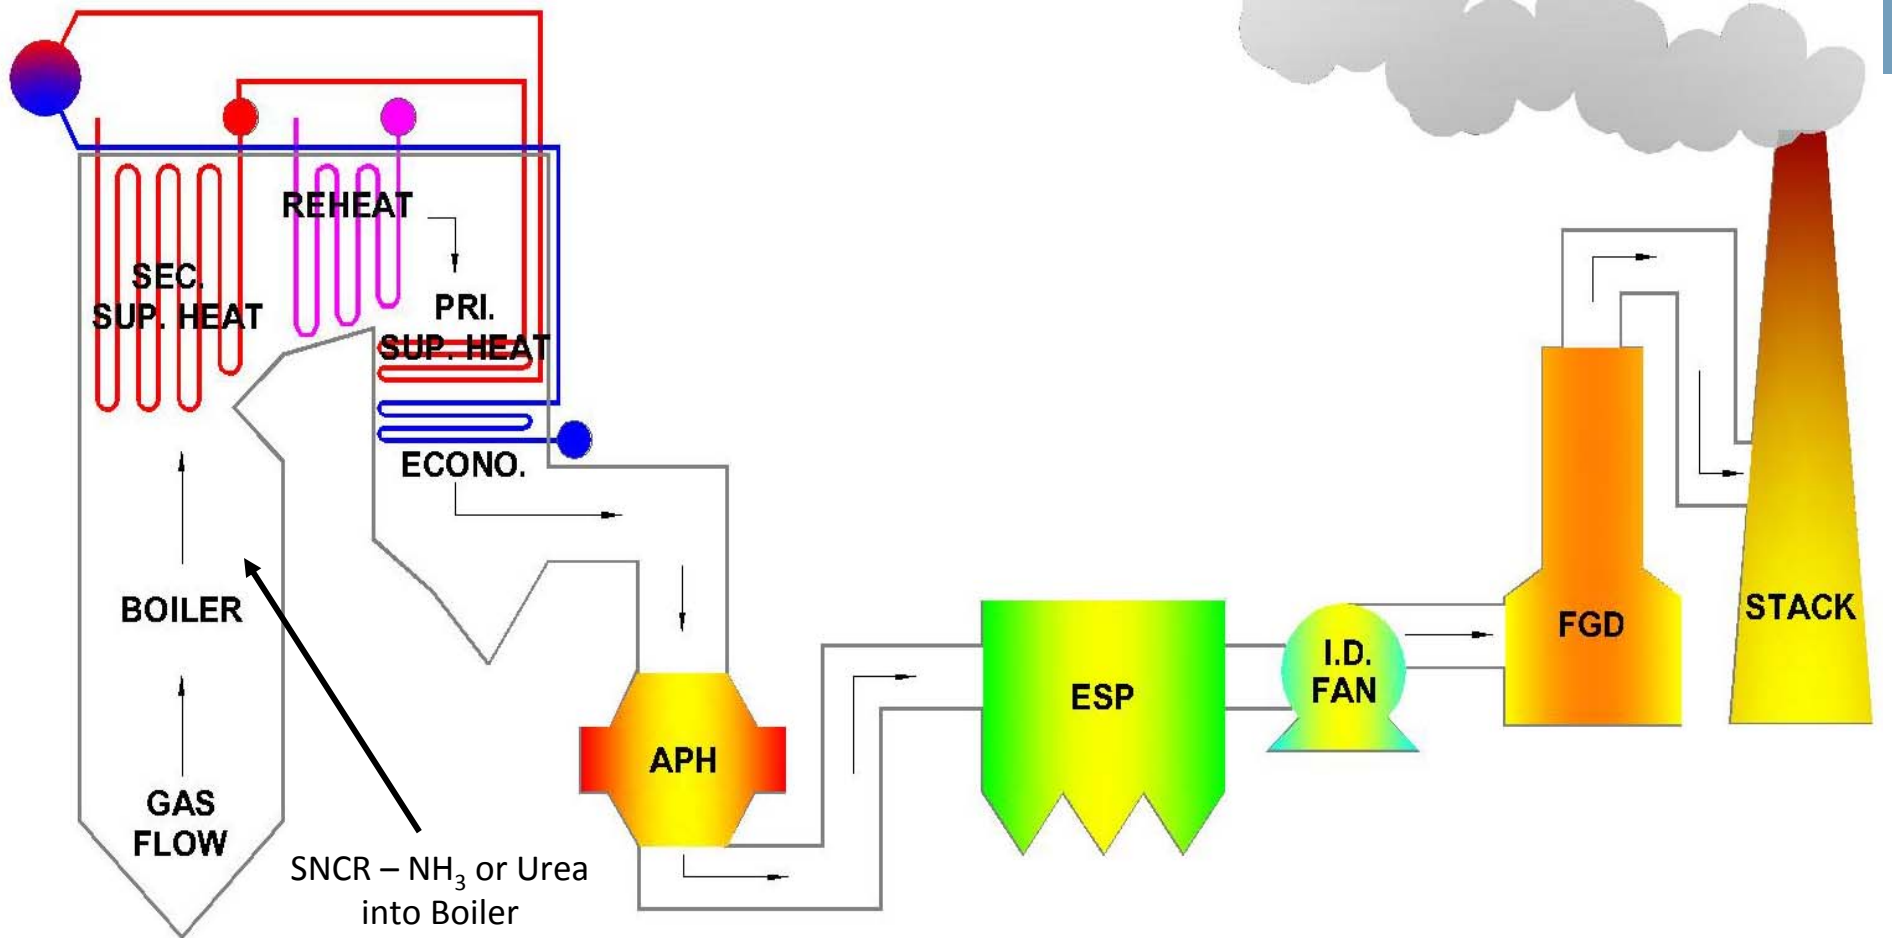 REHEAT
SEC.
SUP. HEAT
PRI.
SUP. HEAT
ECONO.
BOILER
GAS
FLOW
SNCR – NH₃ or Urea
into Boiler
APH
ESP
I.D.
FAN
FGD
STACK